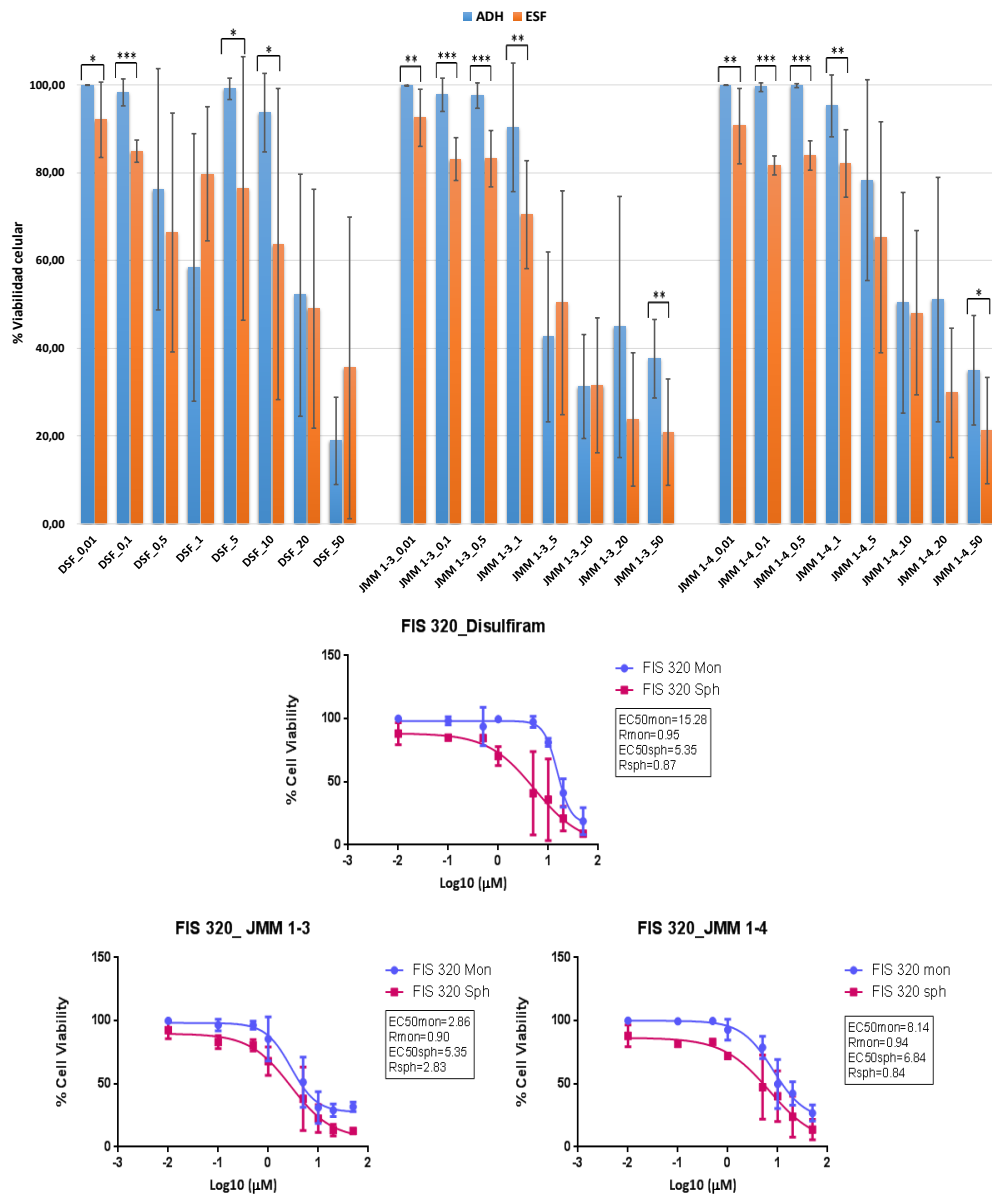 ADH ESF
* *** * * ** *** *** ** ** ** *** *** ** *
100,00
80,00
60,00
40,00
20,00
0,00
% Viabilidad celular
DSF_0,01 DSF_0,1 DSF_0,5 DSF_1 DSF_5 DSF_10 DSF_20 DSF_50 JMM 1-3_0,01 JMM 1-3_0,1 JMM 1-3_0,5 JMM 1-3_1 JMM 1-3_5 JMM 1-3_10 JMM 1-3_20 JMM 1-3_50 JMM 1-4_0,01 JMM 1-4_0,1 JMM 1-4_0,5 JMM 1-4_1 JMM 1-4_5 JMM 1-4_10 JMM 1-4_20 JMM 1-4_50
FIS 320_Disulfiram
150
100
50
0
% Cell Viability
-3 -2 -1 0 1 2
Log10 (µM)
FIS 320 Mon
FIS 320 Sph
EC50mon=15.28
Rmon=0.95
EC50sph=5.35
Rsph=0.87
FIS 320_ JMM 1-3
150
100
50
0
% Cell Viability
-3 -2 -1 0 1 2
Log10 (µM)
FIS 320 Mon
FIS 320 Sph
EC50mon=2.86
Rmon=0.90
EC50sph=5.35
Rsph=2.83
FIS 320_JMM 1-4
150
100
50
0
% Cell Viability
-3 -2 -1 0 1 2
Log10 (µM)
FIS 320 mon
FIS 320 sph
EC50mon=8.14
Rmon=0.94
EC50sph=6.84
Rsph=0.84